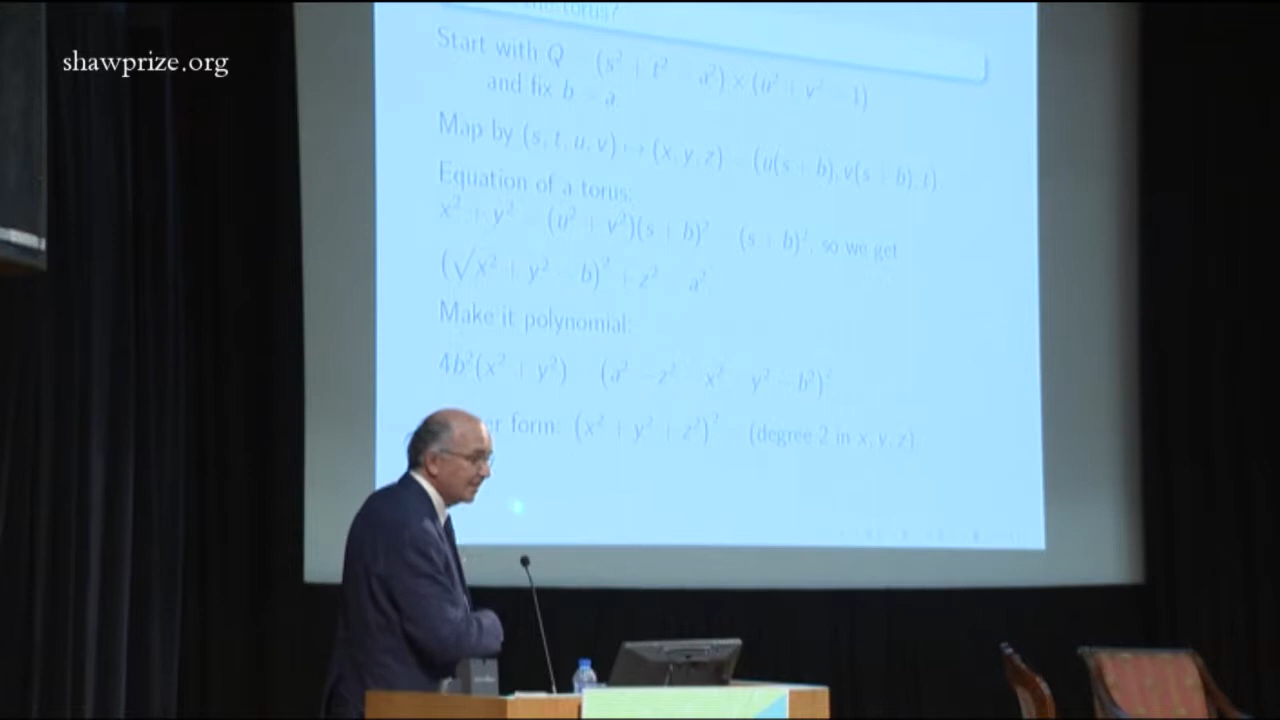 shawprize.org
the torus?
Start with Q = (s² + t² = a²) × (u² + v² = 1)
and fix b > a.
Map by (s, t, u, v) ↦ (x, y, z) = (u(s + b), v(s + b), t)
Equation of a torus:
x² + y² = (u² + v²)(s + b)² = (s + b)², so we get
(√x² + y² − b)² + z² = a²
Make it polynomial:
4b²(x² + y²) = (a² − z² − x² − y² − b²)²
form: (x² + y² + z²)² = (degree 2 in x, y, z).